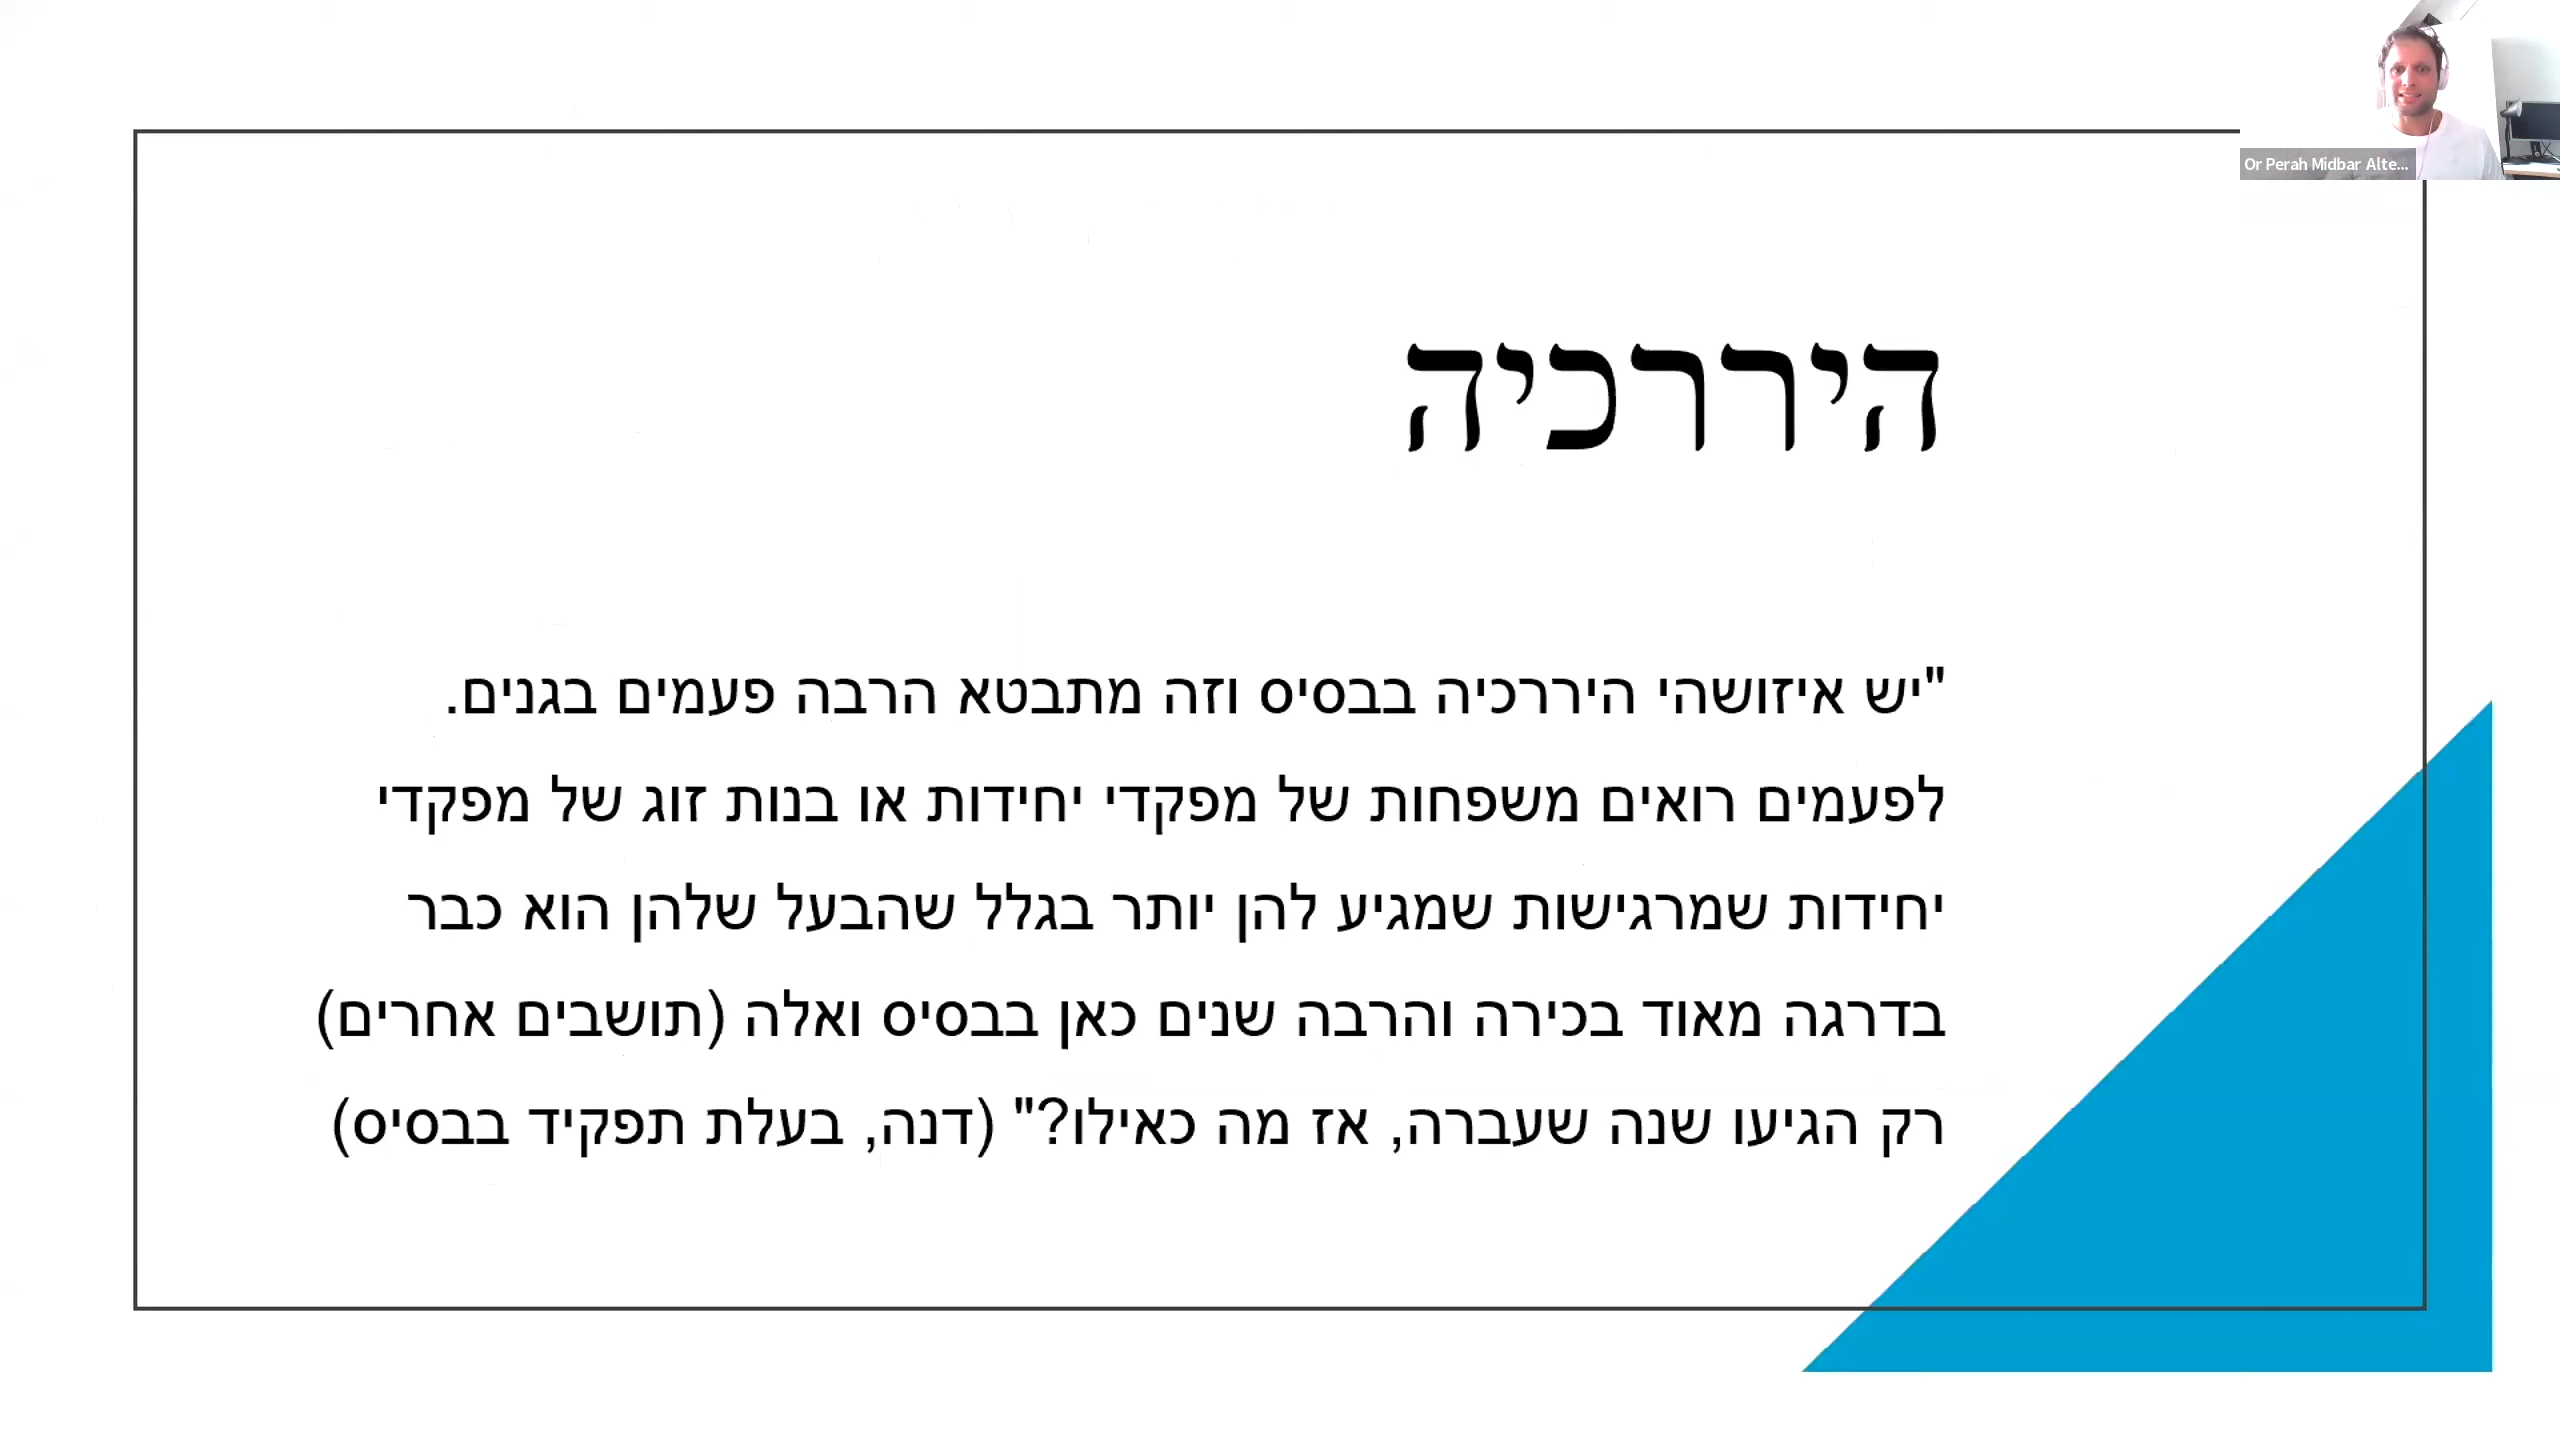 Or Perah Midbar Alte...
היררכיה
"יש איזושהי היררכיה בבסיס וזה מתבטא הרבה פעמים בגנים.
לפעמים רואים משפחות של מפקדי יחידות או בנות זוג של מפקדי
יחידות שמרגישות שמגיע להן יותר בגלל שהבעל שלהן הוא כבר
בדרגה מאוד בכירה והרבה שנים כאן בבסיס ואלה (תושבים אחרים)
רק הגיעו שנה שעברה, אז מה כאילו?" (דנה, בעלת תפקיד בבסיס)